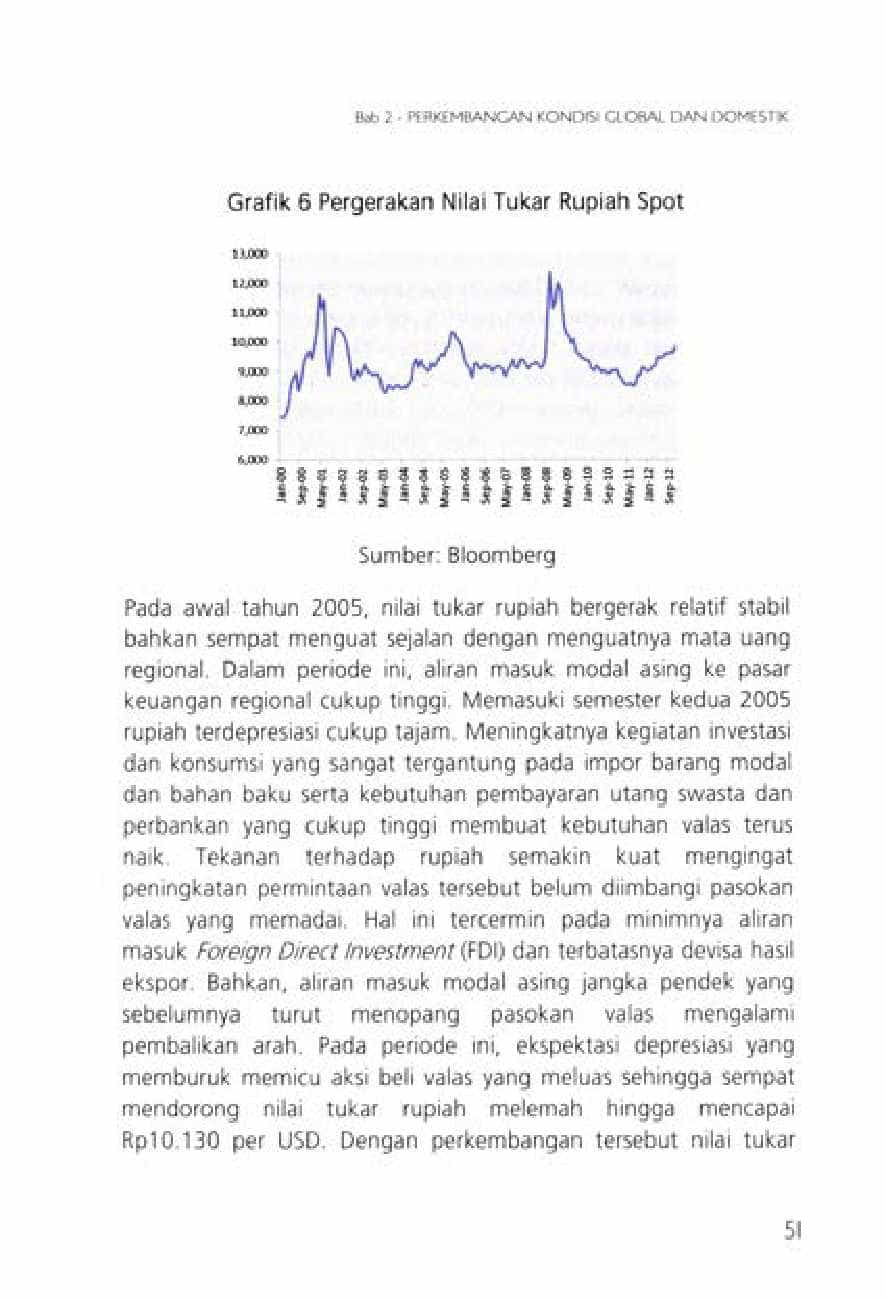 Bab 2 - PERKEMBANGAN KONDISI GLOBAL DAN DOMESTIK
Grafik 6 Pergerakan Nilai Tukar Rupiah Spot
13,000
12,000
11,000
10,000
9,000
8,000
7,000
6,000
Jan-00 Sep-00 May-01 Jan-02 Sep-02 May-03 Jan-04 Sep-04 May-05 Jan-06 Sep-06 May-07 Jan-08 Sep-08 May-09 Jan-10 Sep-10 May-11 Jan-12 Sep-12
Sumber: Bloomberg
Pada awal tahun 2005, nilai tukar rupiah bergerak relatif stabil
bahkan sempat menguat sejalan dengan menguatnya mata uang
regional. Dalam periode ini, aliran masuk modal asing ke pasar
keuangan regional cukup tinggi. Memasuki semester kedua 2005
rupiah terdepresiasi cukup tajam. Meningkatnya kegiatan investasi
dan konsumsi yang sangat tergantung pada impor barang modal
dan bahan baku serta kebutuhan pembayaran utang swasta dan
perbankan yang cukup tinggi membuat kebutuhan valas terus
naik. Tekanan terhadap rupiah semakin kuat mengingat
peningkatan permintaan valas tersebut belum diimbangi pasokan
valas yang memadai. Hal ini tercermin pada minimnya aliran
masuk Foreign Direct Investment (FDI) dan terbatasnya devisa hasil
ekspor. Bahkan, aliran masuk modal asing jangka pendek yang
sebelumnya turut menopang pasokan valas mengalami
pembalikan arah. Pada periode ini, ekspektasi depresiasi yang
memburuk memicu aksi beli valas yang meluas sehingga sempat
mendorong nilai tukar rupiah melemah hingga mencapai
Rp10.130 per USD. Dengan perkembangan tersebut nilai tukar
51